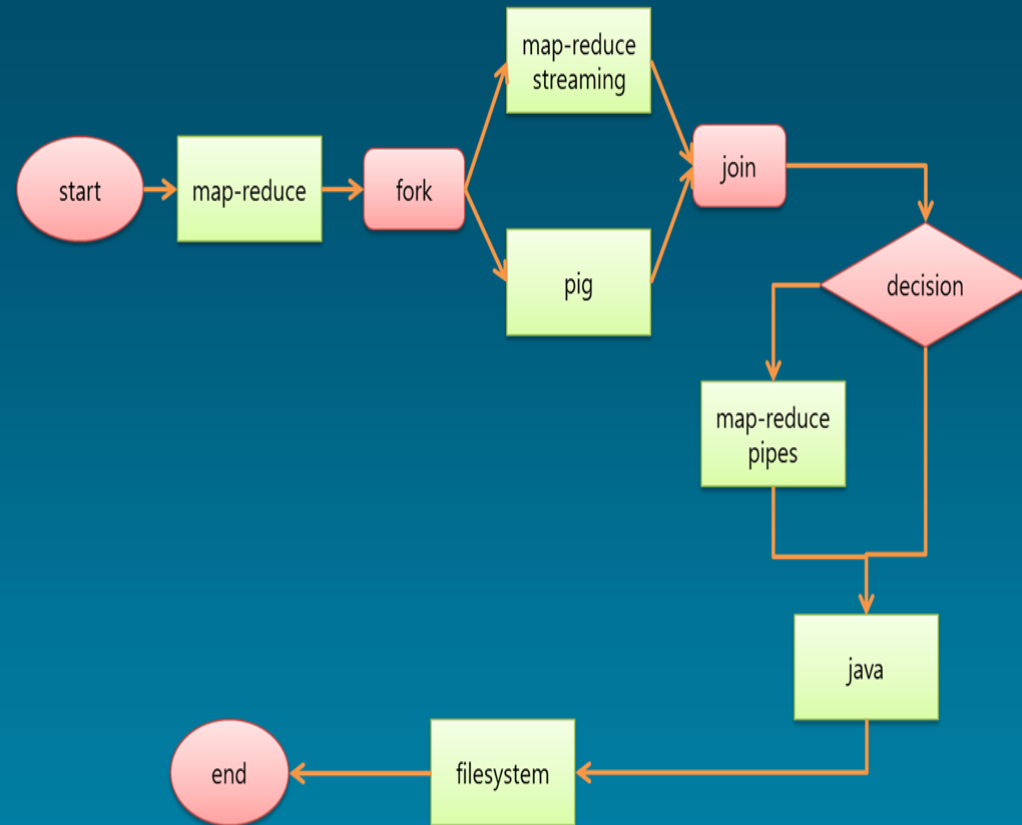 start
map-reduce
fork
map-reduce
streaming
pig
join
decision
map-reduce
pipes
java
filesystem
end